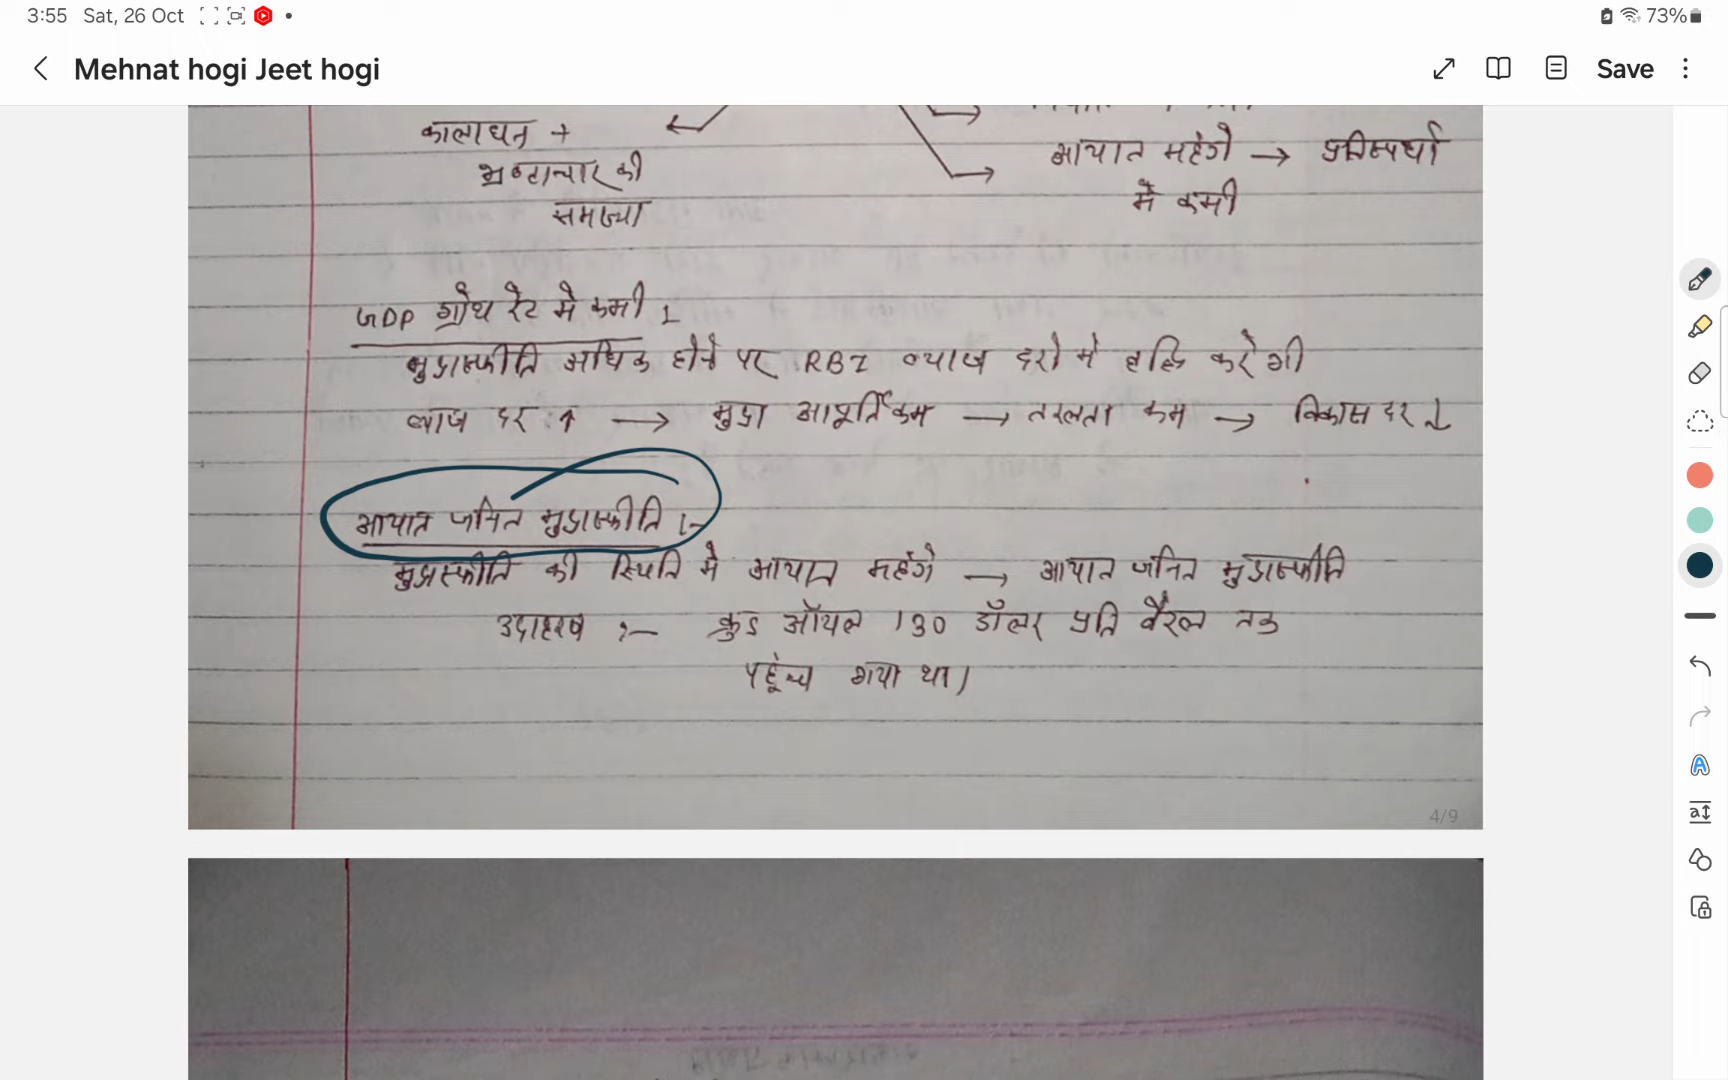 3:55 Sat, 26 Oct
73%
Mehnat hogi Jeet hogi
Save
कालाधन +
भ्रष्टाचार की
समस्या
आयात महंगे → प्रतिस्पर्धा
में कमी
GDP ग्रोथ रेट में कमी :-
मुद्रास्फीति अधिक होने पर RBI ब्याज दरो में वृद्धि करेगी
ब्याज दर ↑ → मुद्रा आपूर्ति कम → तरलता कम → विकास दर ↓
आयात जनित मुद्रास्फीति :-
मुद्रास्फीति की स्थिति में आयात महंगे → आयात जनित मुद्रास्फीति
उदाहरण :- क्रुड ऑयल 130 डॉलर प्रति बैरल तक
पहुंच गया था।
4/9